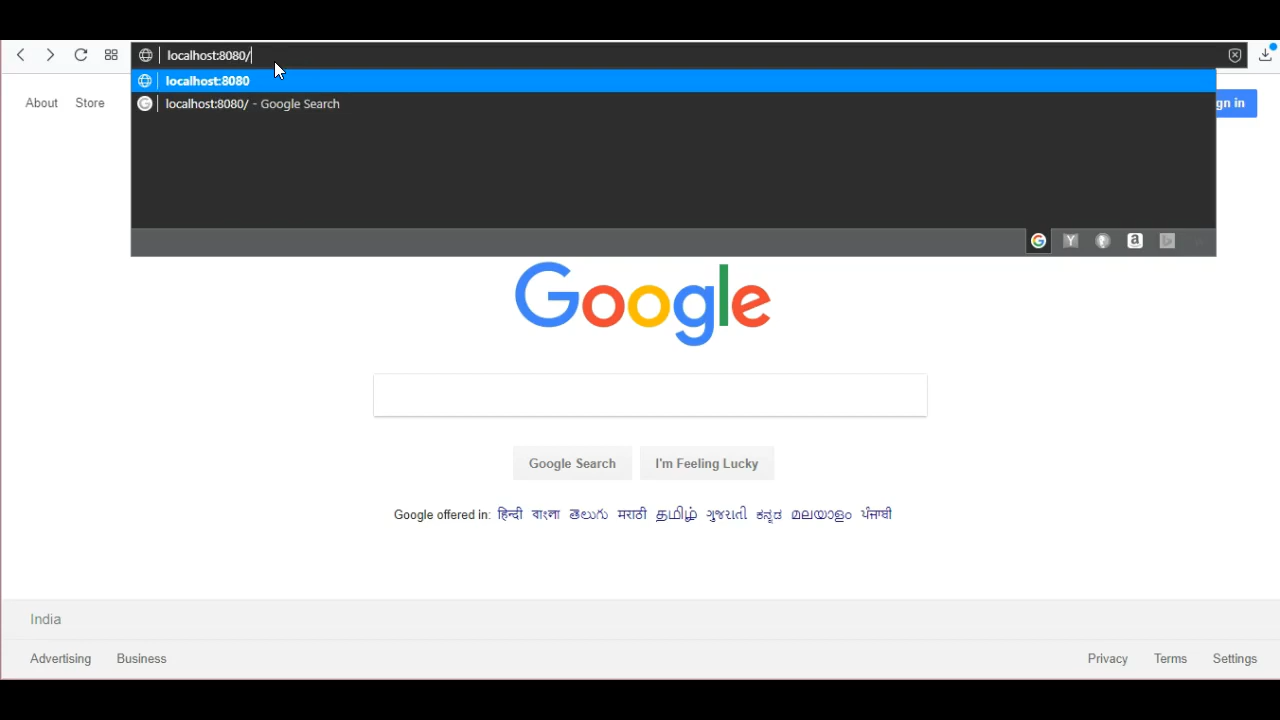 localhost:8080/
localhost:8080
localhost:8080/ - Google Search
About Store
gn in
Google
Google Search I'm Feeling Lucky
Google offered in: हिन्दी বাংলা తెలుగు मराठी தமிழ் ગુજરાતી ಕನ್ನಡ മലയാളം ਪੰਜਾਬੀ
India
Advertising Business Privacy Terms Settings